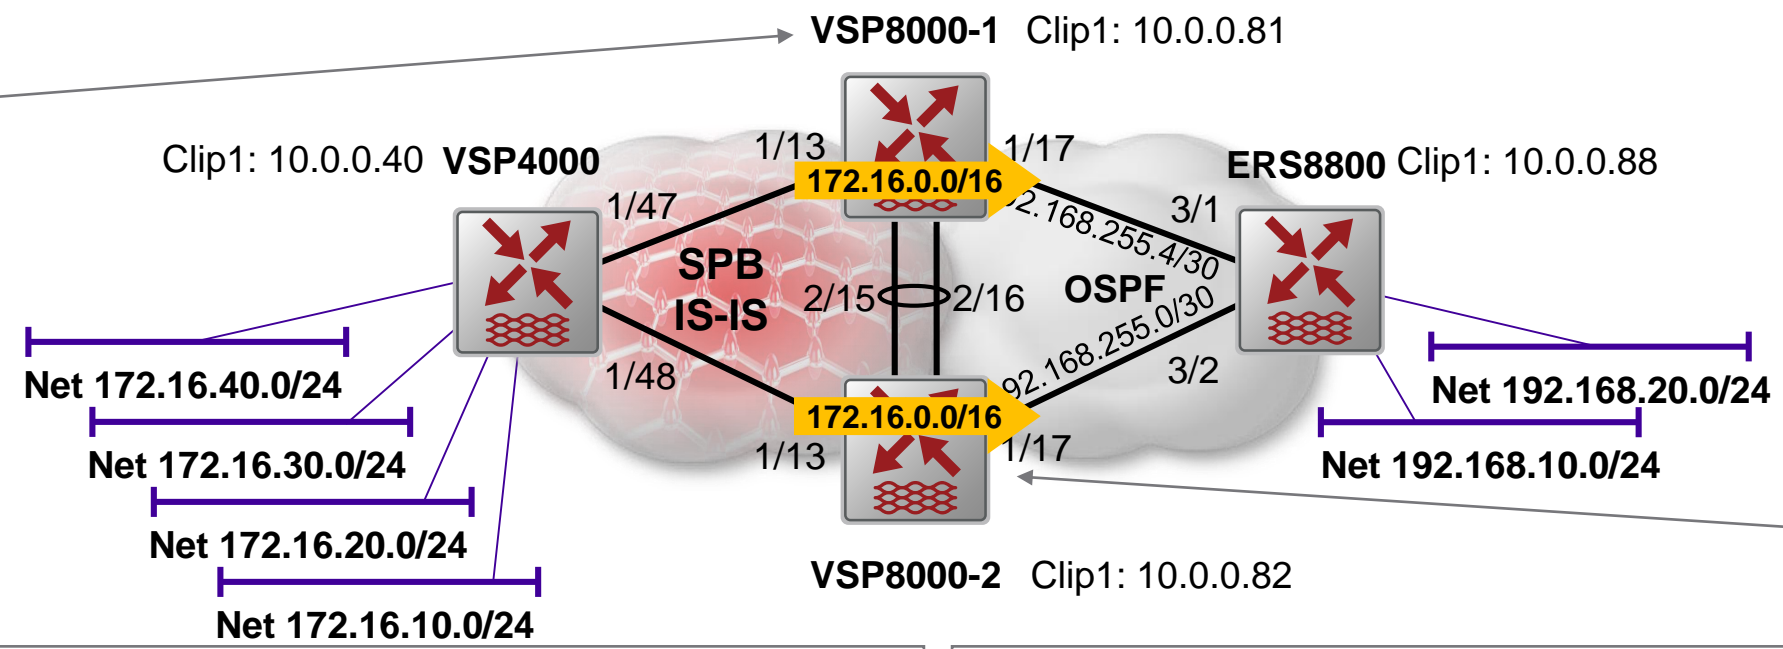 VSP8000-1 Clip1: 10.0.0.81
Clip1: 10.0.0.40 VSP4000
1/13
1/17
ERS8800 Clip1: 10.0.0.88
172.16.0.0/16
1/47
3/1
2.168.255.4/30
SPB
IS-IS
2/15
2/16
OSPF
92.168.255.0/30
1/48
3/2
Net 172.16.40.0/24
Net 192.168.20.0/24
172.16.0.0/16
1/13
1/17
Net 172.16.30.0/24
Net 192.168.10.0/24
Net 172.16.20.0/24
VSP8000-2 Clip1: 10.0.0.82
Net 172.16.10.0/24